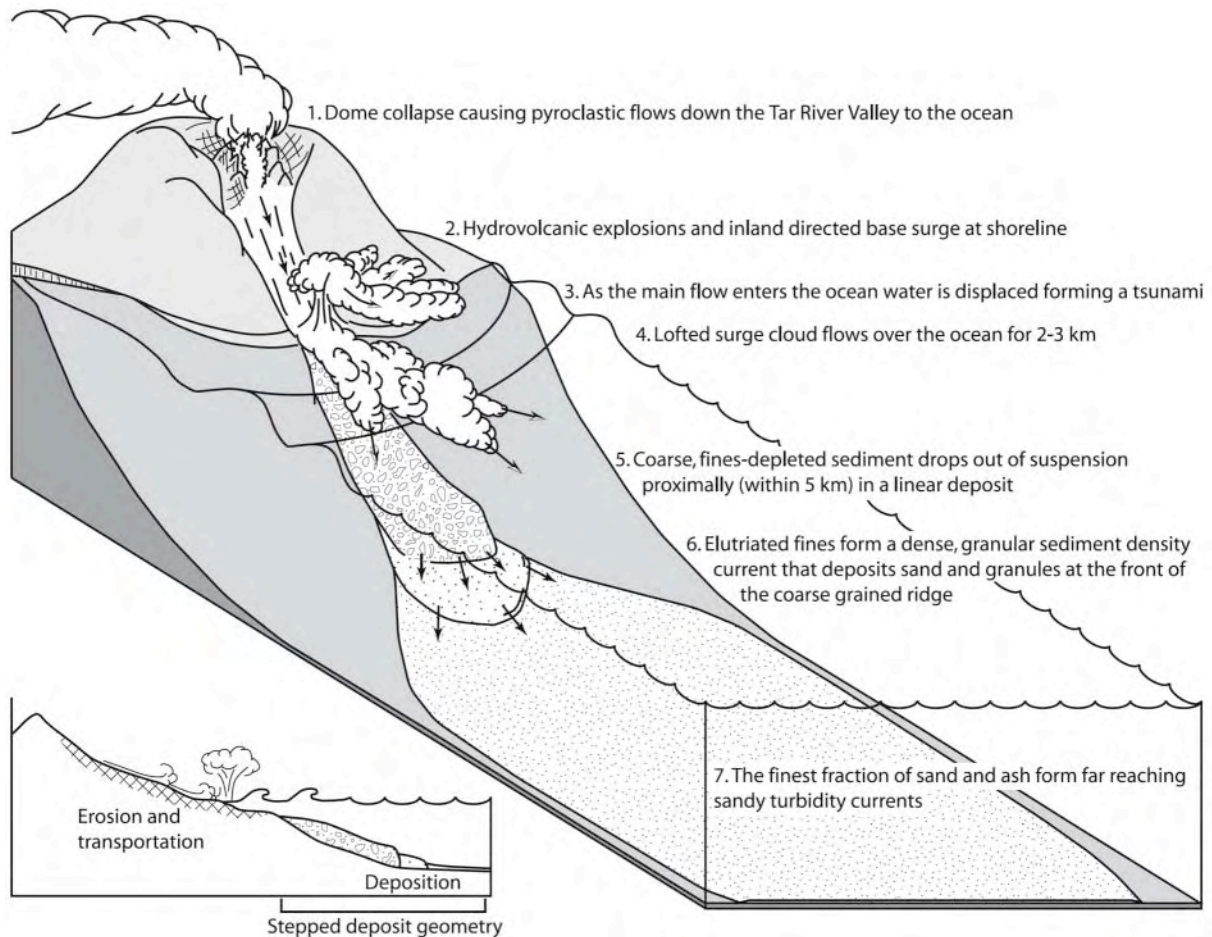 1. Dome collapse causing pyroclastic flows down the Tar River Valley to the ocean
2. Hydrovolcanic explosions and inland directed base surge at shoreline
3. As the main flow enters the ocean water is displaced forming a tsunami
4. Lofted surge cloud flows over the ocean for 2-3 km
5. Coarse, fines-depleted sediment drops out of suspension
proximally (within 5 km) in a linear deposit
6. Elutriated fines form a dense, granular sediment density
current that deposits sand and granules at the front of
the coarse grained ridge
7. The finest fraction of sand and ash form far reaching
sandy turbidity currents
Erosion and
transportation
Deposition
Stepped deposit geometry